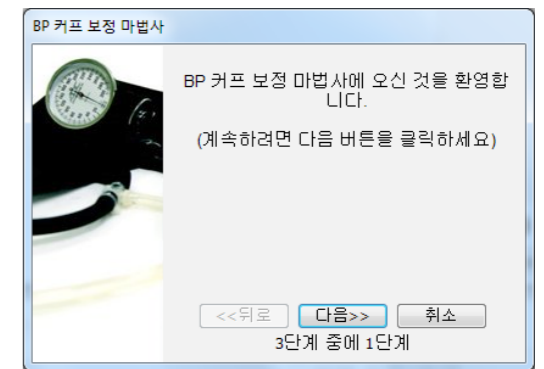 BP 커프 보정 마법사
BP 커프 보정 마법사에 오신 것을 환영합
니다.
(계속하려면 다음 버튼을 클릭하세요)
<<뒤로 다음>> 취소
3단계 중에 1단계